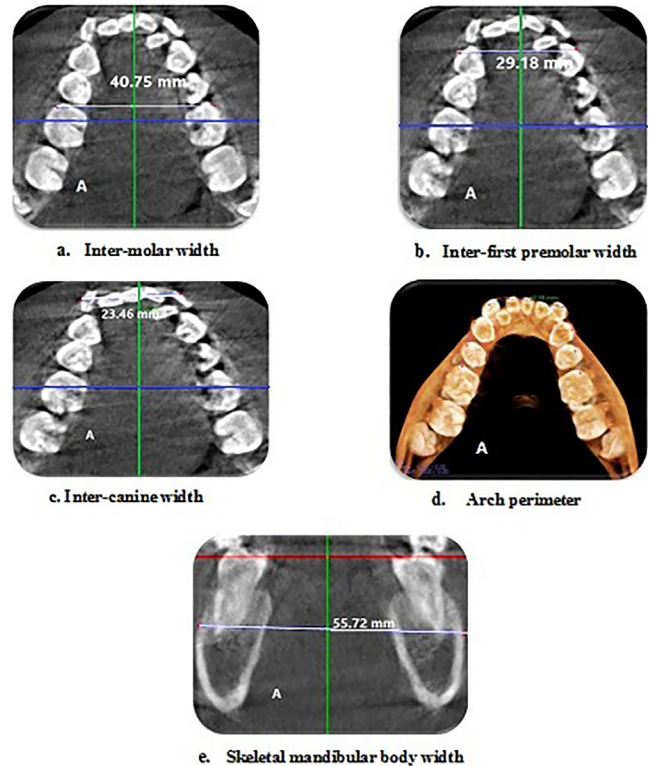 40.75 mm
A
a. Inter-molar width
29.18 mm
A
b. Inter-first premolar width
23.46 mm
A
c. Inter-canine width
A
d. Arch perimeter
55.72 mm
A
e. Skeletal mandibular body width